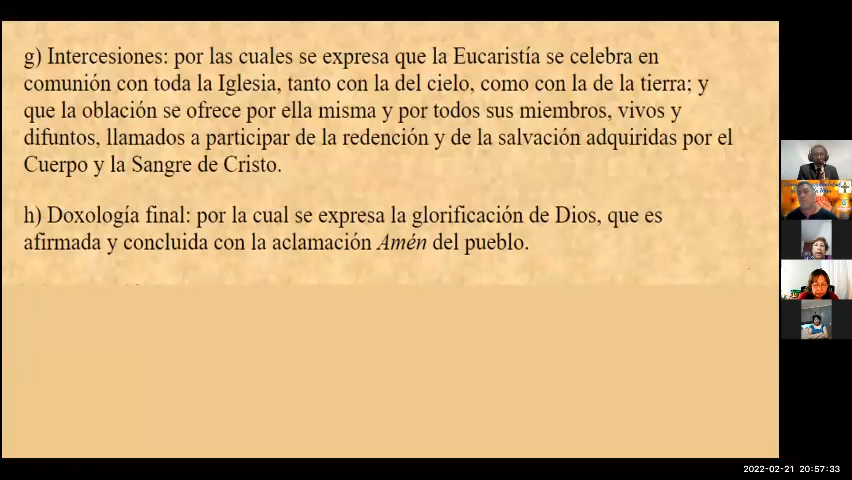 g) Intercesiones: por las cuales se expresa que la Eucaristía se celebra en
comunión con toda la Iglesia, tanto con la del cielo, como con la de la tierra; y
que la oblación se ofrece por ella misma y por todos sus miembros, vivos y
difuntos, llamados a participar de la redención y de la salvación adquiridas por el
Cuerpo y la Sangre de Cristo.
h) Doxología final: por la cual se expresa la glorificación de Dios, que es
afirmada y concluida con la aclamación Amén del pueblo.
2022-02-21 20:57:33